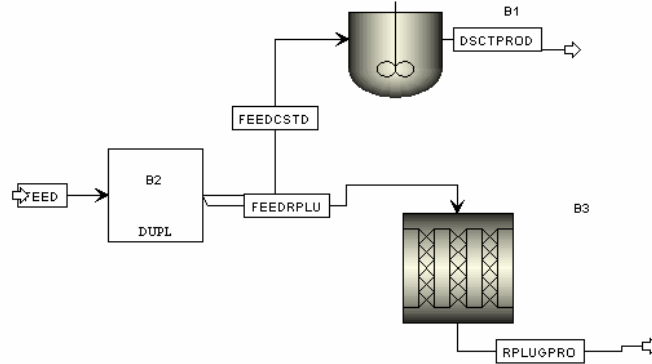 B1
DSCTPROD
FEEDCSTD
B2
FEED
FEEDRPLU
B3
DUPL
RPLUGPRO